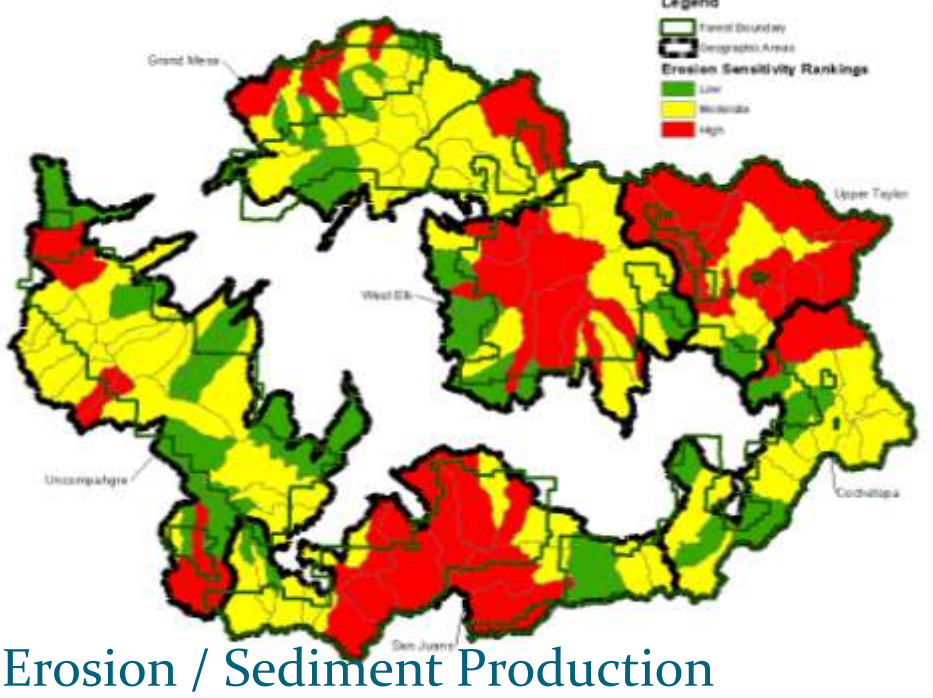 Legend
Forest Boundary
Geographic Areas
Erosion Sensitivity Rankings
Low
Moderate
High
Grand Mesa
Upper Taylor
West Elk
Uncompahgre
Cochetopa
San Juans
Erosion / Sediment Production